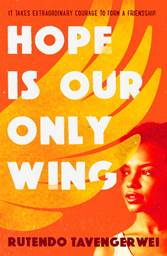 IT TAKES EXTRAORDINARY COURAGE TO FORM A FRIENDSHIP
HOPE
IS OUR
ONLY
WING
RUTENDO TAVENGERWEI